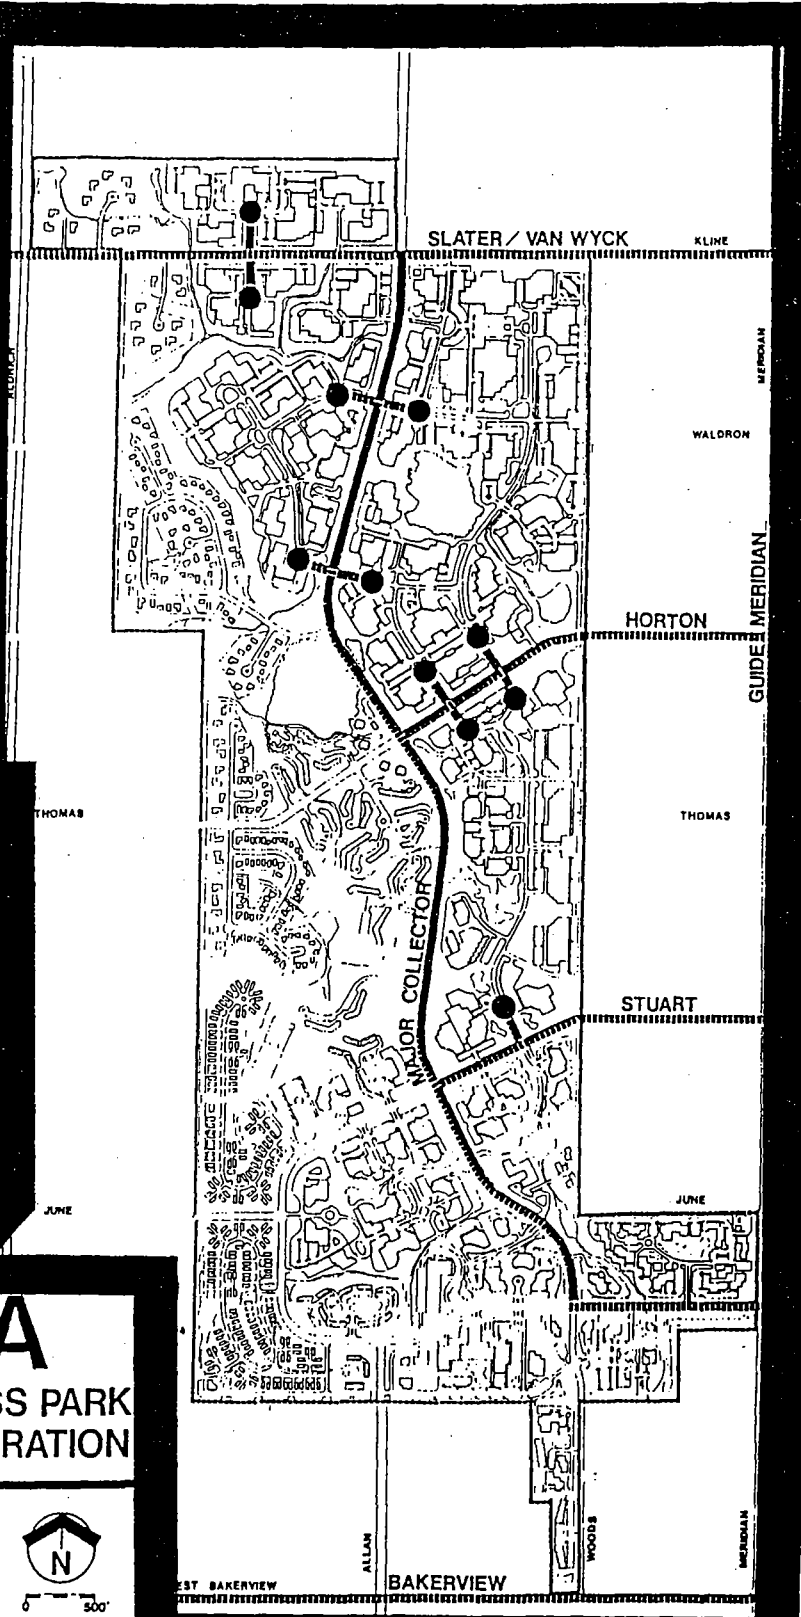 SLATER / VAN WYCK
KLINE
MERIDIAN
WALDRON
GUIDE MERIDIAN
HORTON
THOMAS
THOMAS
MAJOR COLLECTOR
STUART
JUNE
JUNE
A
SS PARK
RATION
N
0 500'
ALLAN
WOODS
MERIDIAN
EST BAKERVIEW
BAKERVIEW